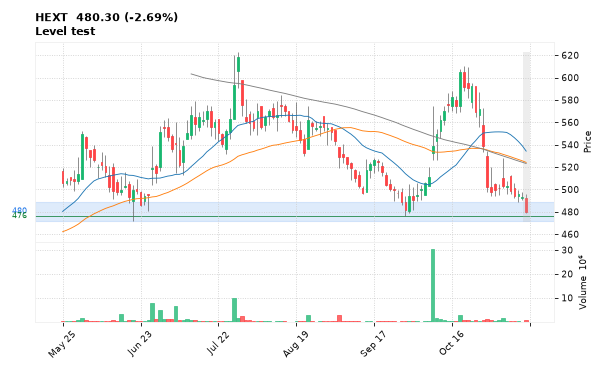 HEXT 480.30 (-2.69%)
Level test
620
600
580
560
540
520
500
480
460
Price
480
476
30
20
10
Volume 10⁴
May 25
Jun 23
Jul 22
Aug 19
Sep 17
Oct 16